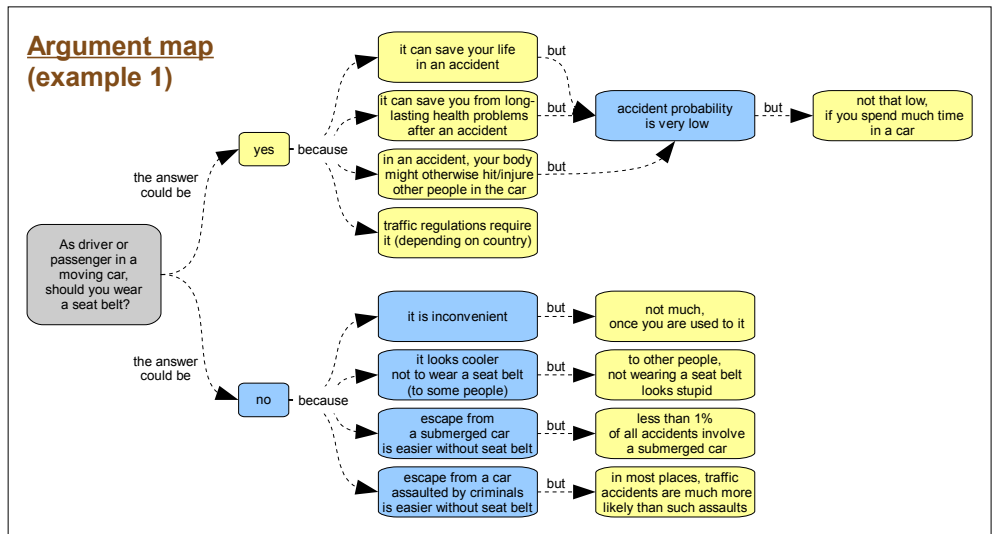 Argument map
(example 1)
As driver or
passenger in a
moving car,
should you wear
a seat belt?
the answer
could be
yes
because
it can save your life
in an accident
but
it can save you from long-
lasting health problems
after an accident
but
in an accident, your body
might otherwise hit/injure
other people in the car
but
accident probability
is very low
but
not that low,
if you spend much time
in a car
traffic regulations require
it (depending on country)
the answer
could be
no
because
it is inconvenient
but
not much,
once you are used to it
it looks cooler
not to wear a seat belt
(to some people)
but
to other people,
not wearing a seat belt
looks stupid
escape from
a submerged car
is easier without seat belt
but
less than 1%
of all accidents involve
a submerged car
escape from a car
assaulted by criminals
is easier without seat belt
but
in most places, traffic
accidents are much more
likely than such assaults